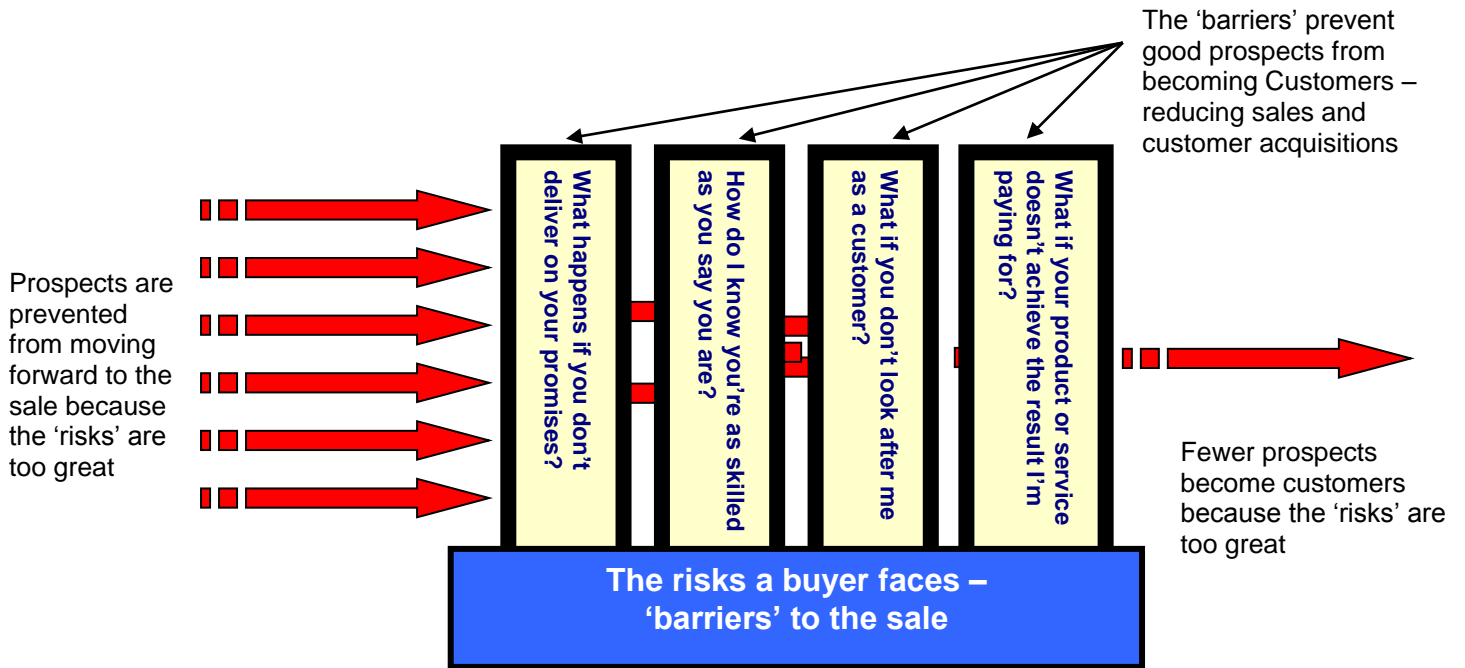 The ‘barriers’ prevent
good prospects from
becoming Customers –
reducing sales and
customer acquisitions
Prospects are
prevented
from moving
forward to the
sale because
the ‘risks’ are
too great
What happens if you don’t
deliver on your promises?
How do I know you’re as skilled
as you say you are?
What if you don’t look after me
as a customer?
What if your product or service
doesn’t achieve the result I’m
paying for?
Fewer prospects
become customers
because the ‘risks’ are
too great
The risks a buyer faces –
‘barriers’ to the sale